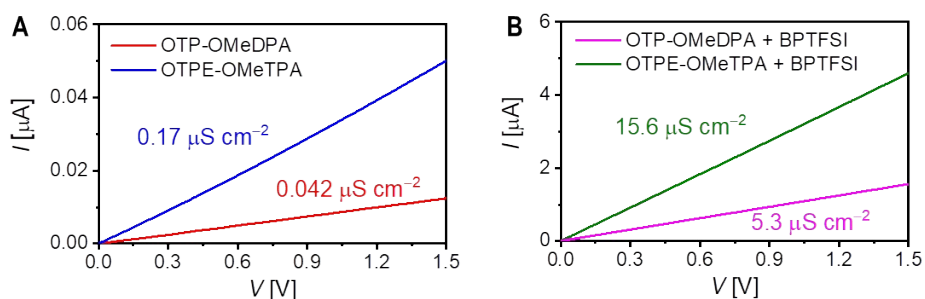 A
OTP-OMeDPA
OTPE-OMeTPA
0.17 μS cm⁻²
0.042 μS cm⁻²
I [μA]
0.06
0.04
0.02
0.00
0.0 0.3 0.6 0.9 1.2 1.5
V [V]
B
OTP-OMeDPA + BPTFSI
OTPE-OMeTPA + BPTFSI
15.6 μS cm⁻²
5.3 μS cm⁻²
I [μA]
6
4
2
0
0.0 0.3 0.6 0.9 1.2 1.5
V [V]